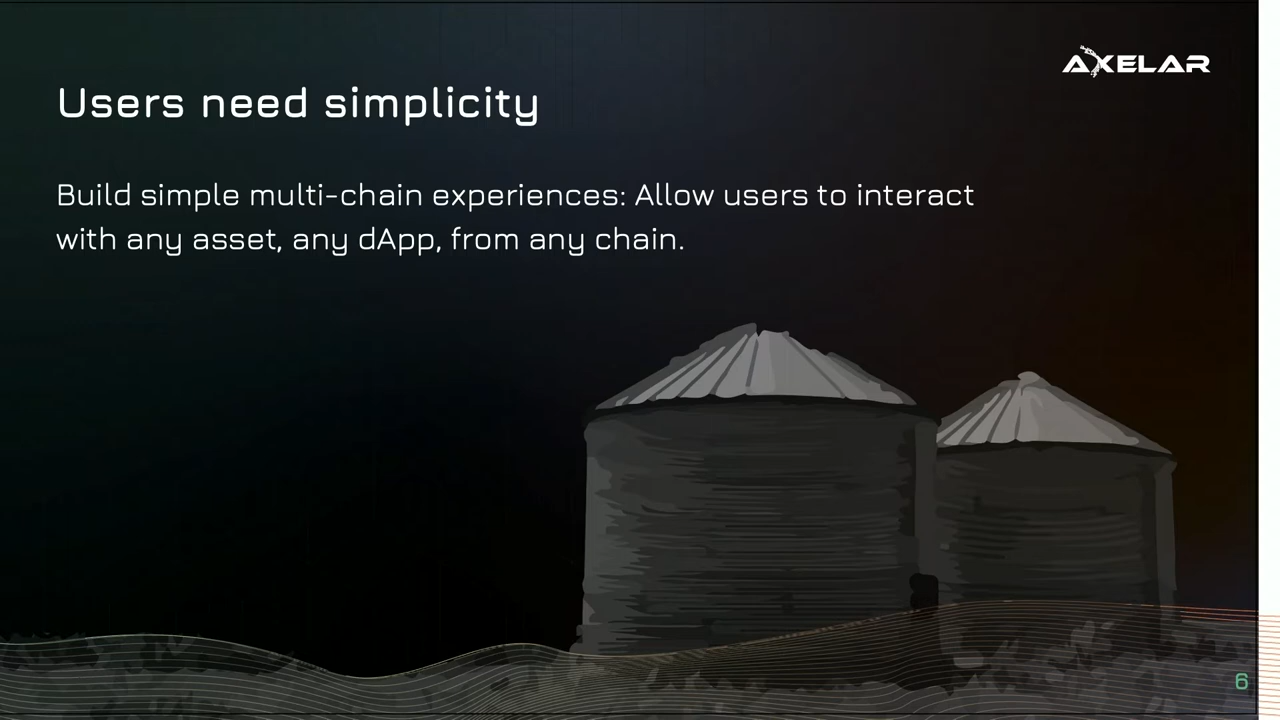 AXELAR
Users need simplicity
Build simple multi-chain experiences: Allow users to interact
with any asset, any dApp, from any chain.
6